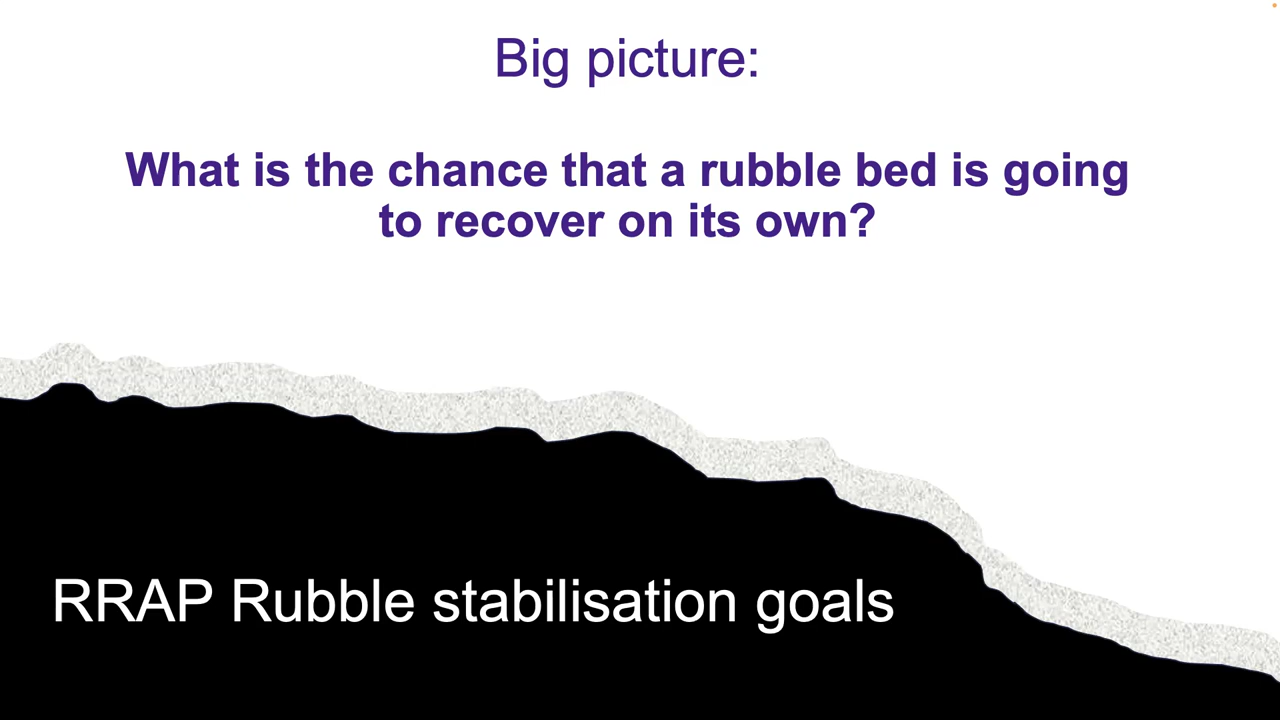 Big picture:
What is the chance that a rubble bed is going
to recover on its own?
RRAP Rubble stabilisation goals